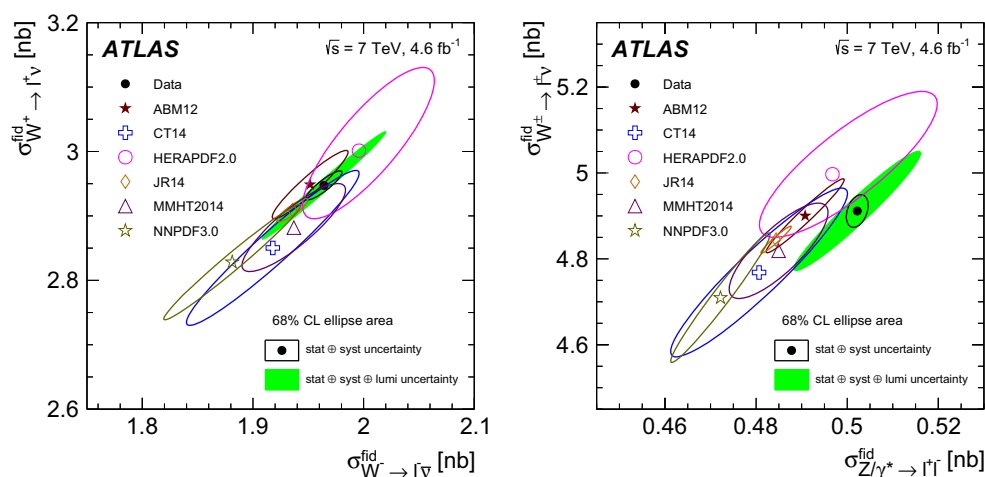 σ^fid_W⁺ → l⁺ν [nb]
3.2
3
2.8
2.6
ATLAS
√s = 7 TeV, 4.6 fb⁻¹
Data
ABM12
CT14
HERAPDF2.0
JR14
MMHT2014
NNPDF3.0
68% CL ellipse area
stat ⊕ syst uncertainty
stat ⊕ syst ⊕ lumi uncertainty
1.8 1.9 2 2.1
σ^fid_W⁻ → l⁻ν̅ [nb]
σ^fid_W± → l±ν [nb]
5.2
5
4.8
4.6
ATLAS
√s = 7 TeV, 4.6 fb⁻¹
Data
ABM12
CT14
HERAPDF2.0
JR14
MMHT2014
NNPDF3.0
68% CL ellipse area
stat ⊕ syst uncertainty
stat ⊕ syst ⊕ lumi uncertainty
0.46 0.48 0.5 0.52
σ^fid_Z/γ* → l⁺l⁻ [nb]